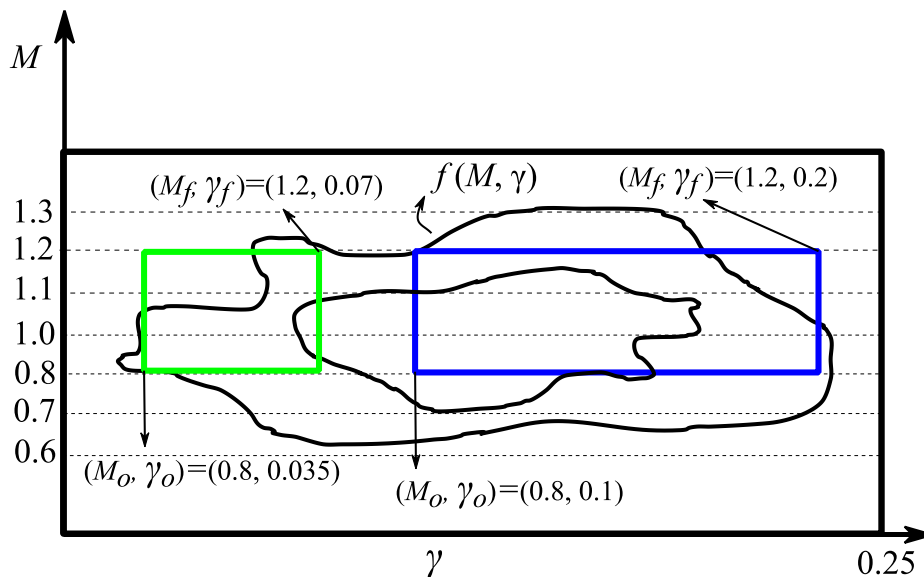 M
(M_f, γ_f)=(1.2, 0.07)
f(M, γ)
(M_f, γ_f)=(1.2, 0.2)
1.3
1.2
1.1
1.0
0.8
0.7
0.6
(M_o, γ_o)=(0.8, 0.035)
(M_o, γ_o)=(0.8, 0.1)
γ
0.25